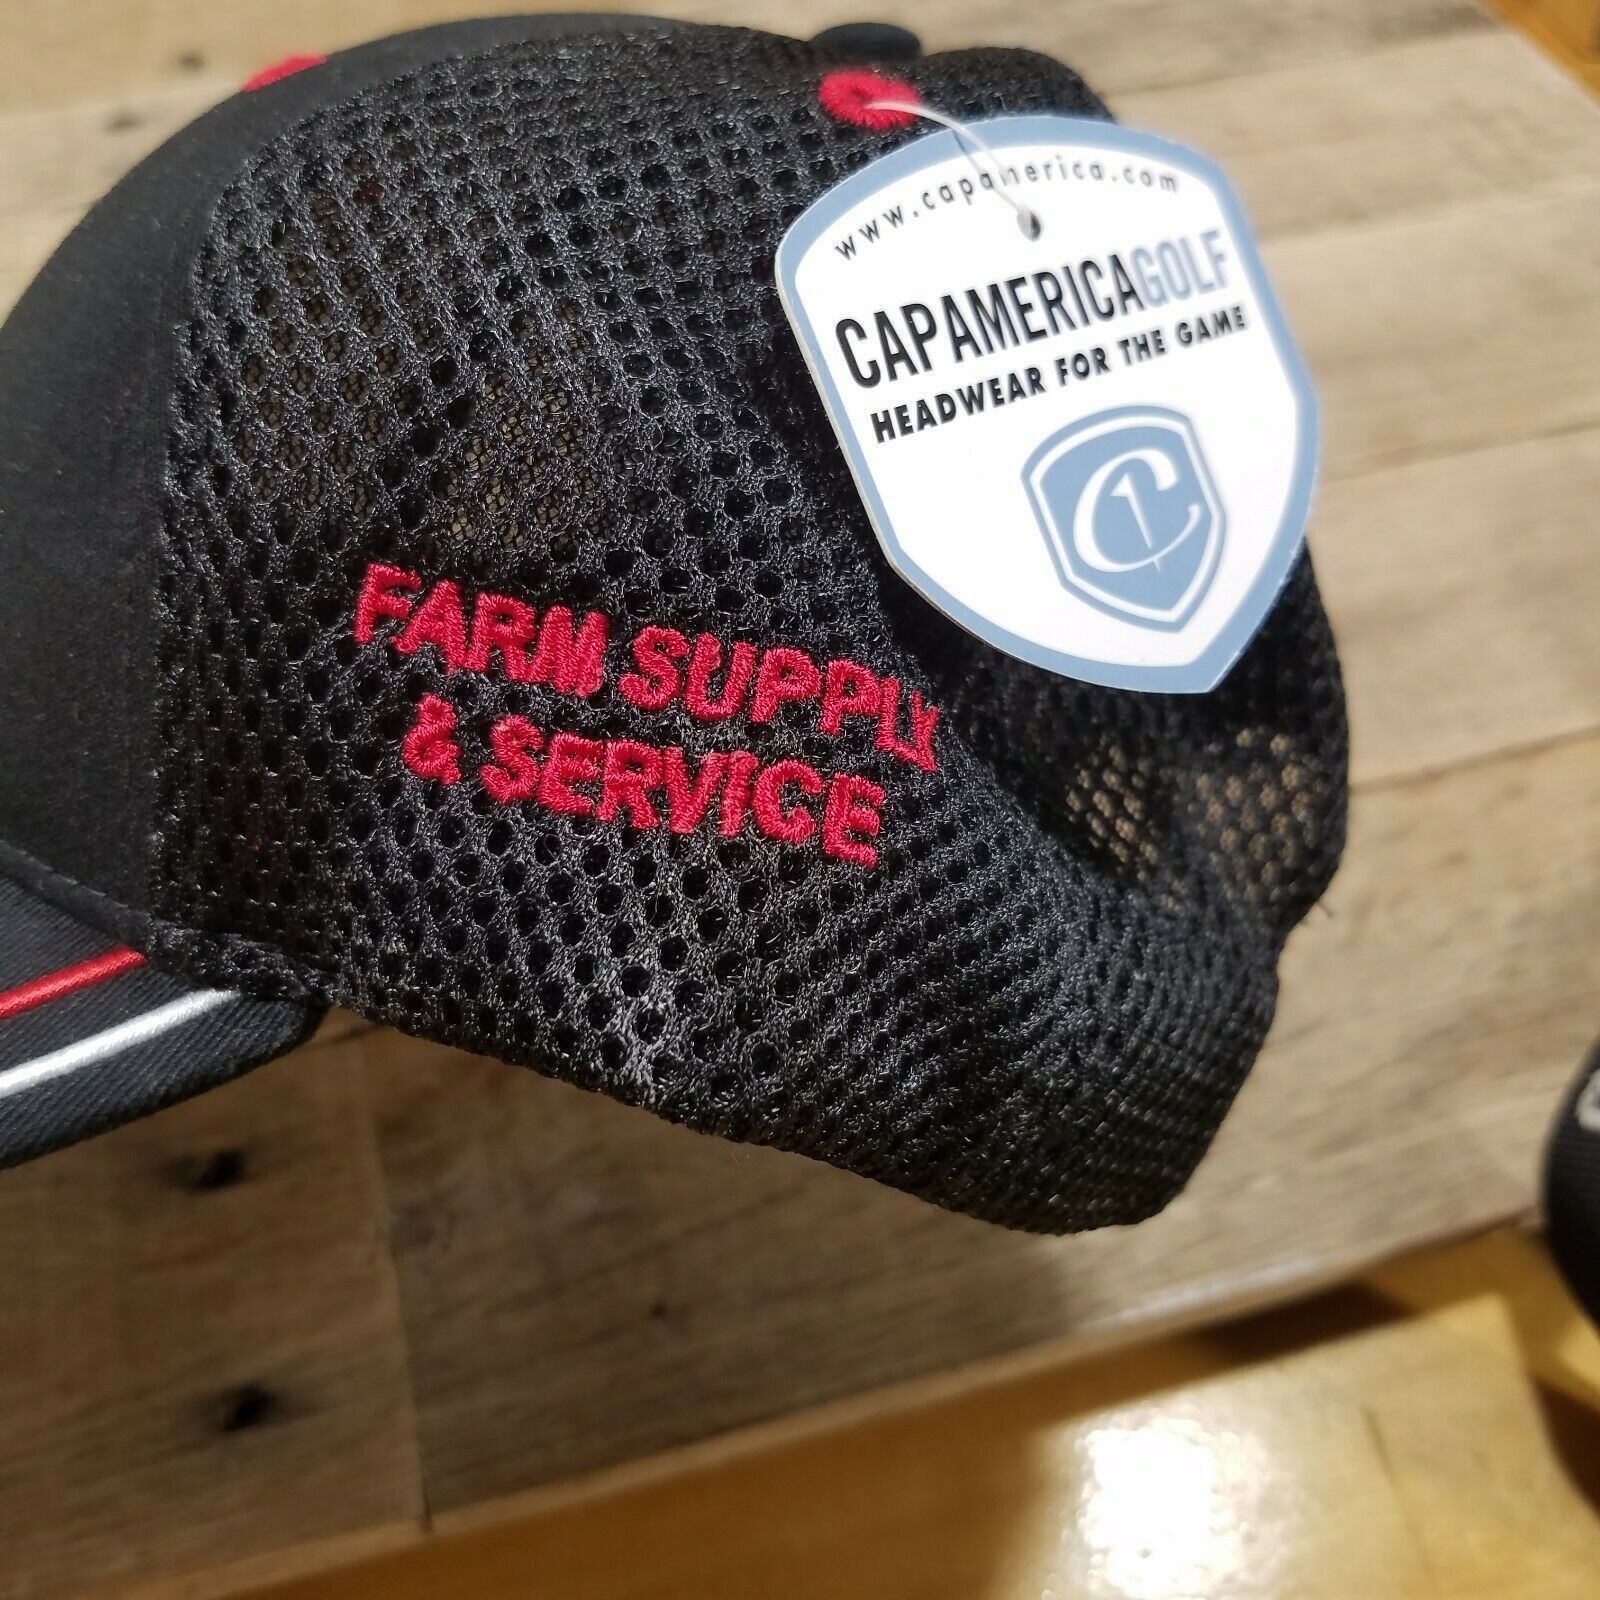 www.capamerica.com
CAPAMERICAGOLF
HEADWEAR FOR THE GAME
C
FARM SUPPLY
& SERVICE